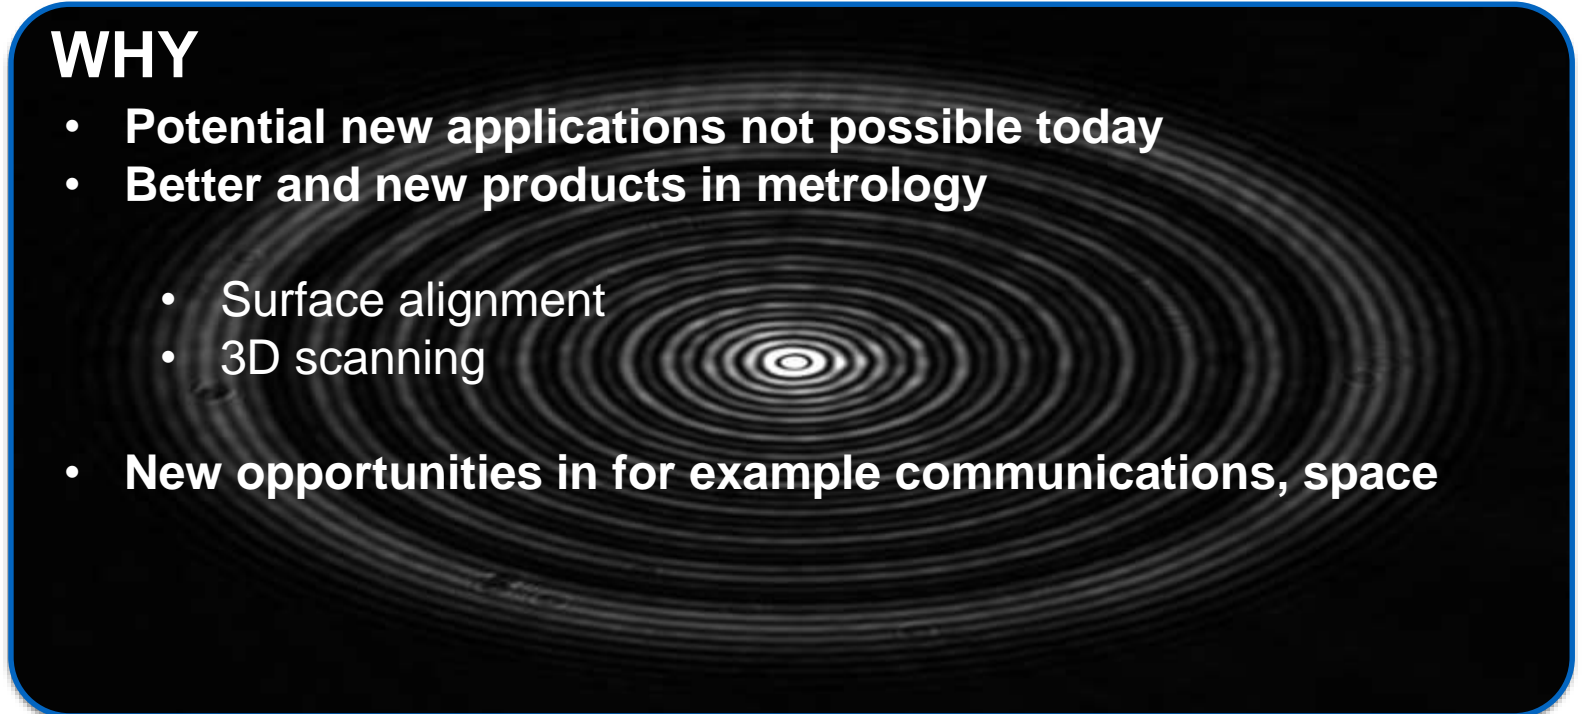 WHY
• Potential new applications not possible today
• Better and new products in metrology
• Surface alignment
• 3D scanning
• New opportunities in for example communications, space